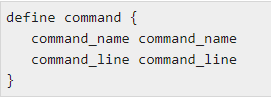 define command {
   command_name command_name
   command_line command_line
}